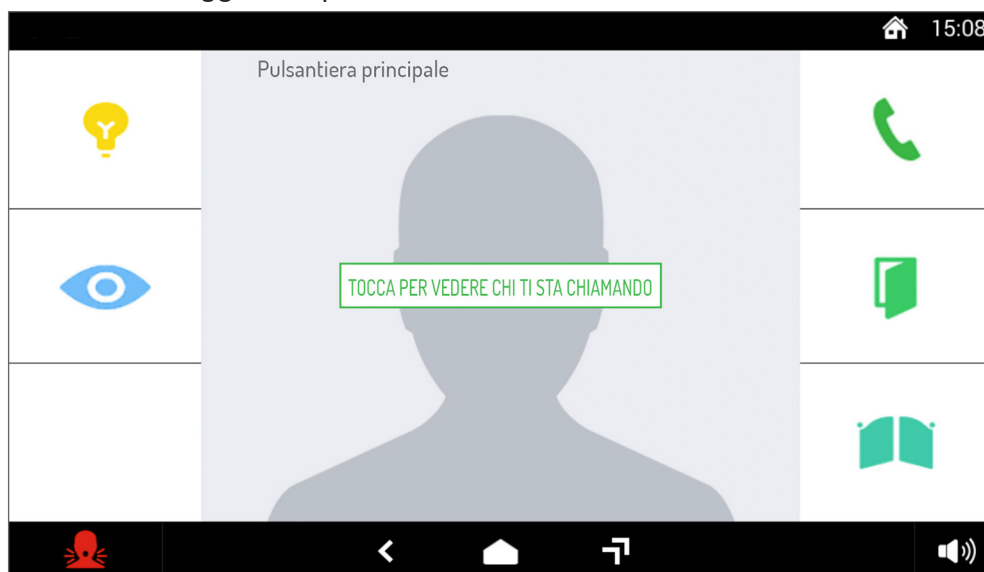 15:08
Pulsantiera principale
TOCCA PER VEDERE CHI TI STA CHIAMANDO